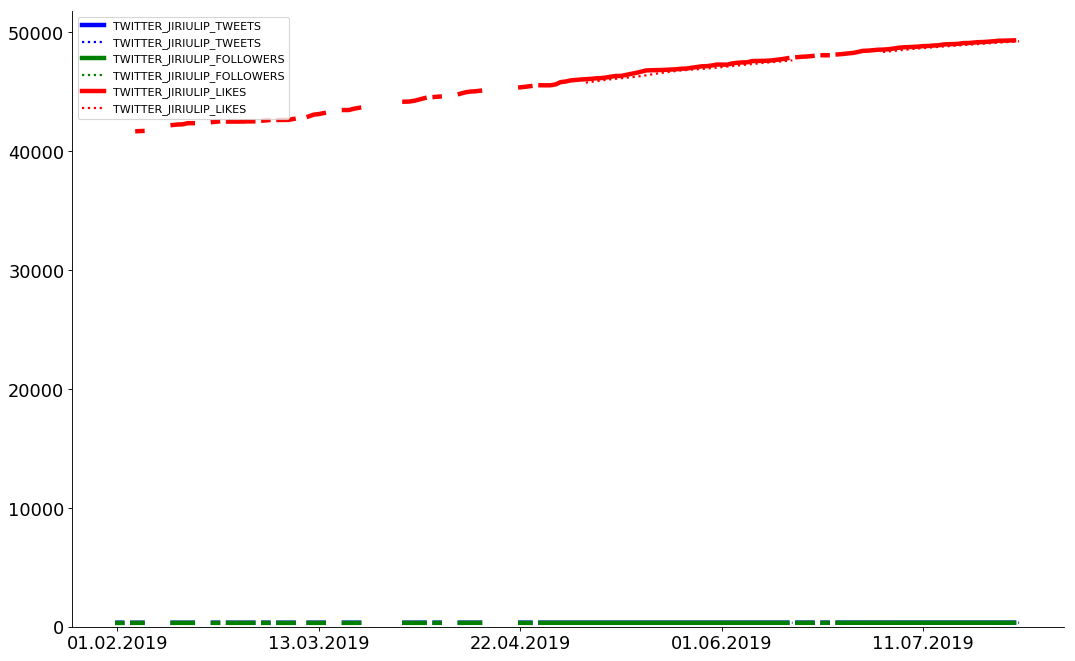 TWITTER_JIRIULIP_TWEETS
TWITTER_JIRIULIP_TWEETS
TWITTER_JIRIULIP_FOLLOWERS
TWITTER_JIRIULIP_FOLLOWERS
TWITTER_JIRIULIP_LIKES
TWITTER_JIRIULIP_LIKES
50000
40000
30000
20000
10000
0
01.02.2019 13.03.2019 22.04.2019 01.06.2019 11.07.2019